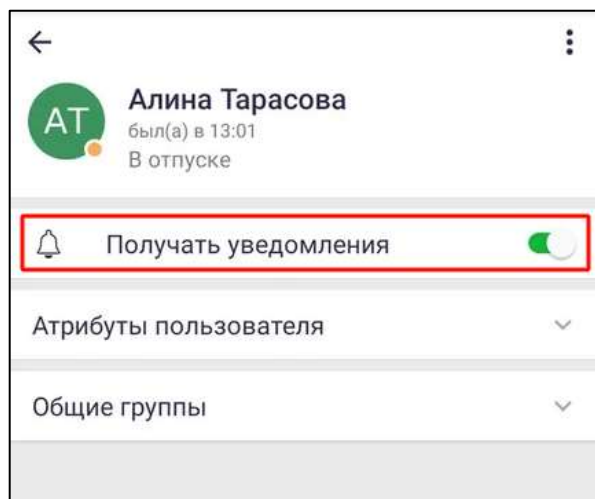 АТ
Алина Тарасова
был(а) в 13:01
В отпуске
Получать уведомления
Атрибуты пользователя
Общие группы